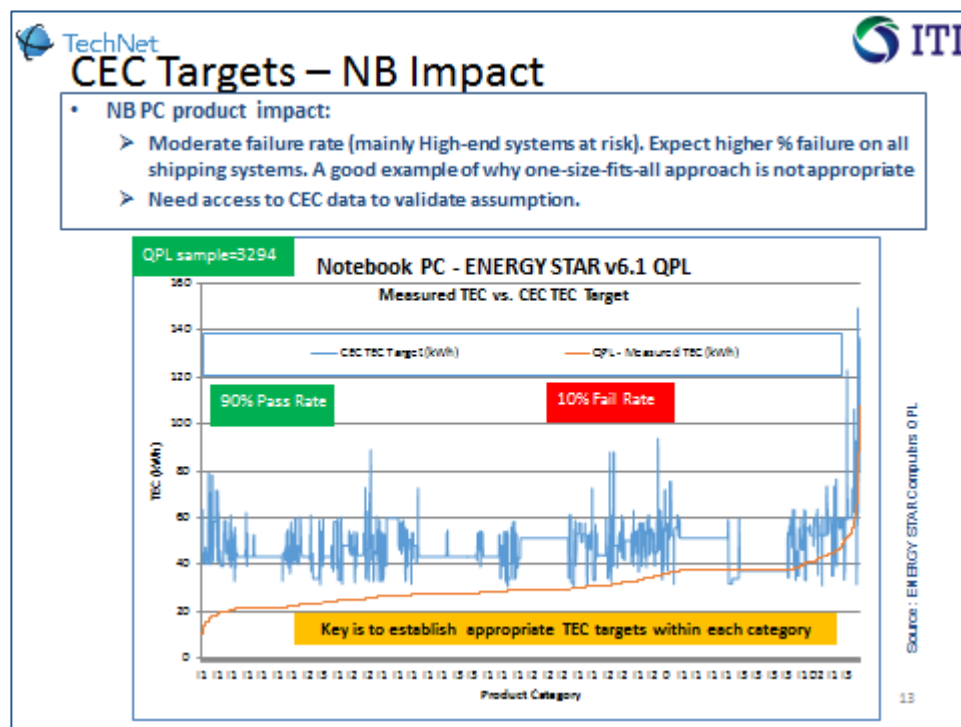 TechNet
ITI
CEC Targets – NB Impact
• NB PC product impact:
➤ Moderate failure rate (mainly High-end systems at risk). Expect higher % failure on all
shipping systems. A good example of why one-size-fits-all approach is not appropriate
➤ Need access to CEC data to validate assumption.
QPL sample=3294
Notebook PC - ENERGY STAR v6.1 QPL
Measured TEC vs. CEC TEC Target
CEC TEC Target (kWh)
QPL - Measured TEC (kWh)
90% Pass Rate
10% Fail Rate
160
140
120
100
80
60
40
20
0
TEC (kWh)
Key is to establish appropriate TEC targets within each category
Product Category
Source: ENERGY STAR Computers QPL
13